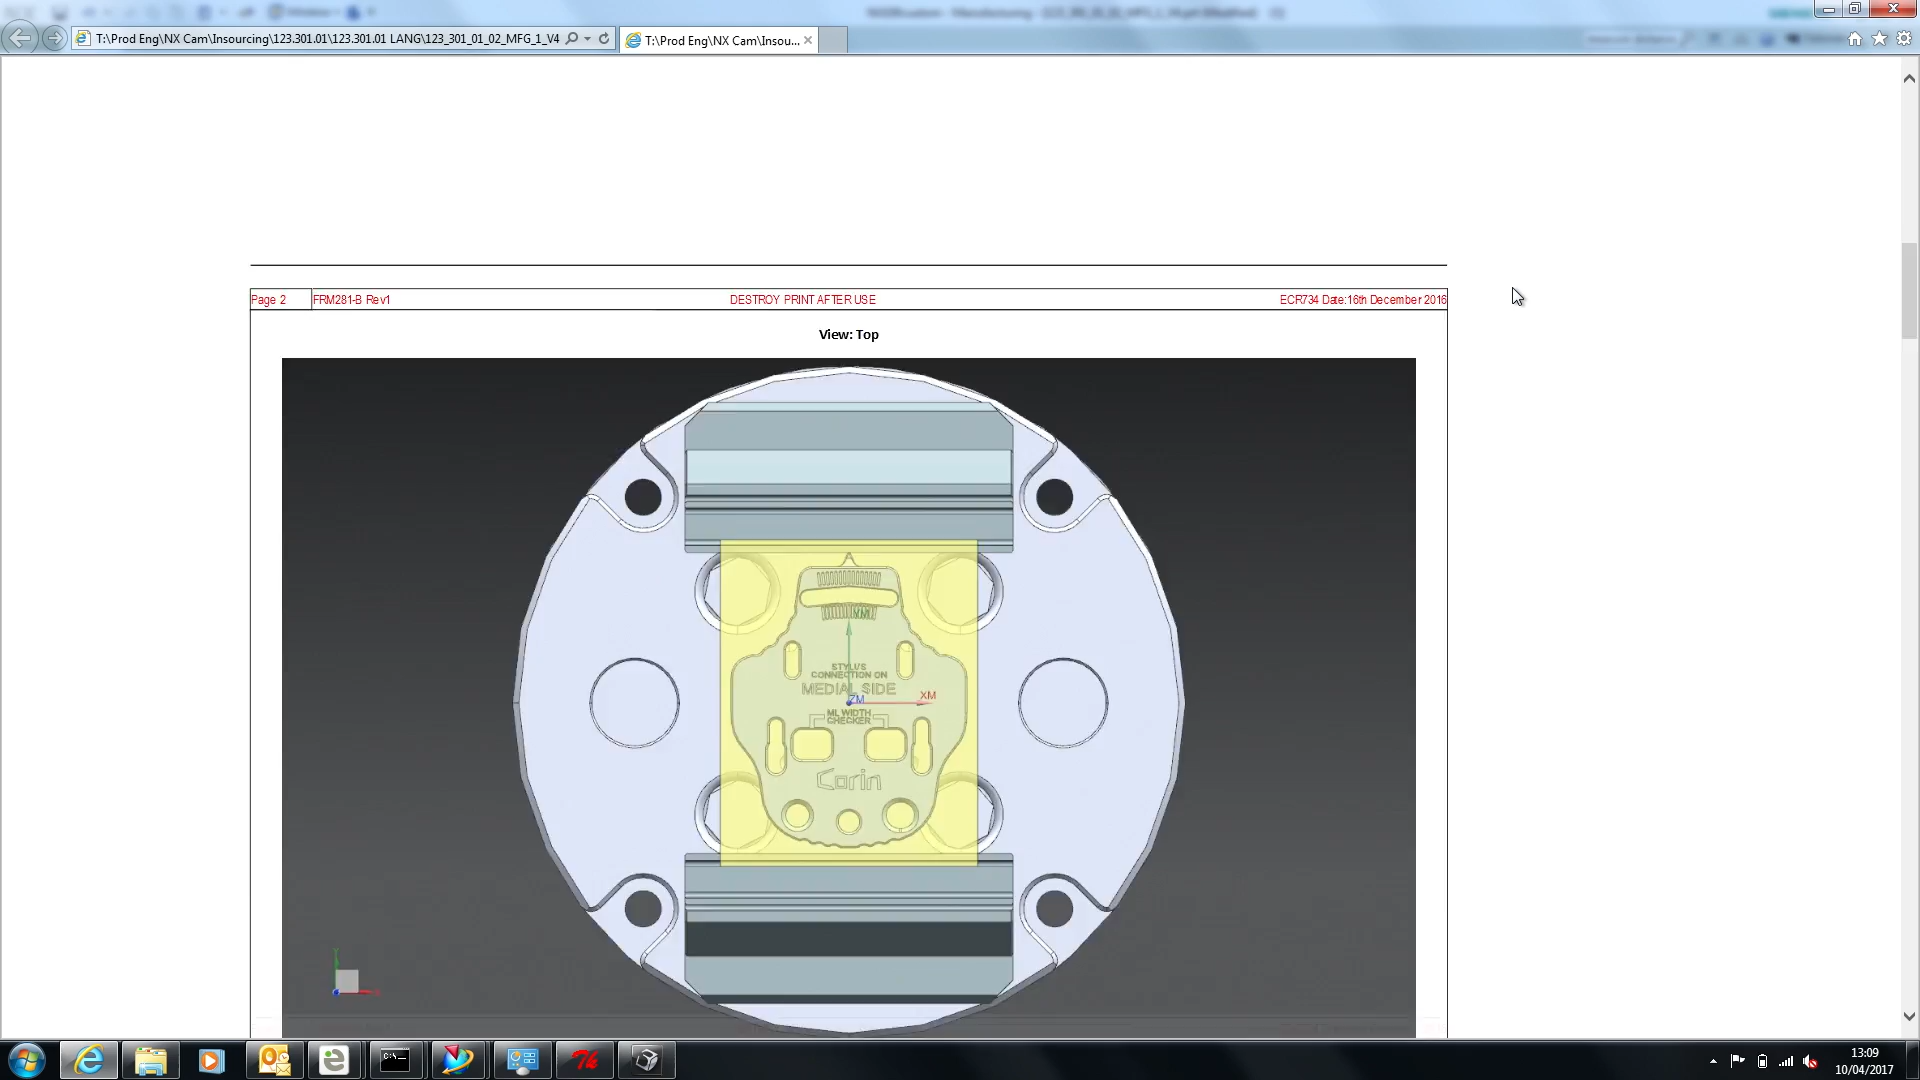 T:\Prod Eng\NX Cam\Insourcing\123.301.01\123.301.01 LANG\123_301_01_02_MFG_1_V4
T:\Prod Eng\NX Cam\Insou...
Page 2
FRM281-B Rev1
DESTROY PRINT AFTER USE
ECR734 Date:16th December 2016
View: Top
YM
STYLUS
CONNECTION ON
MEDIAL SIDE
XM
ZM
ML WIDTH
CHECKER
Corin
13:09
10/04/2017